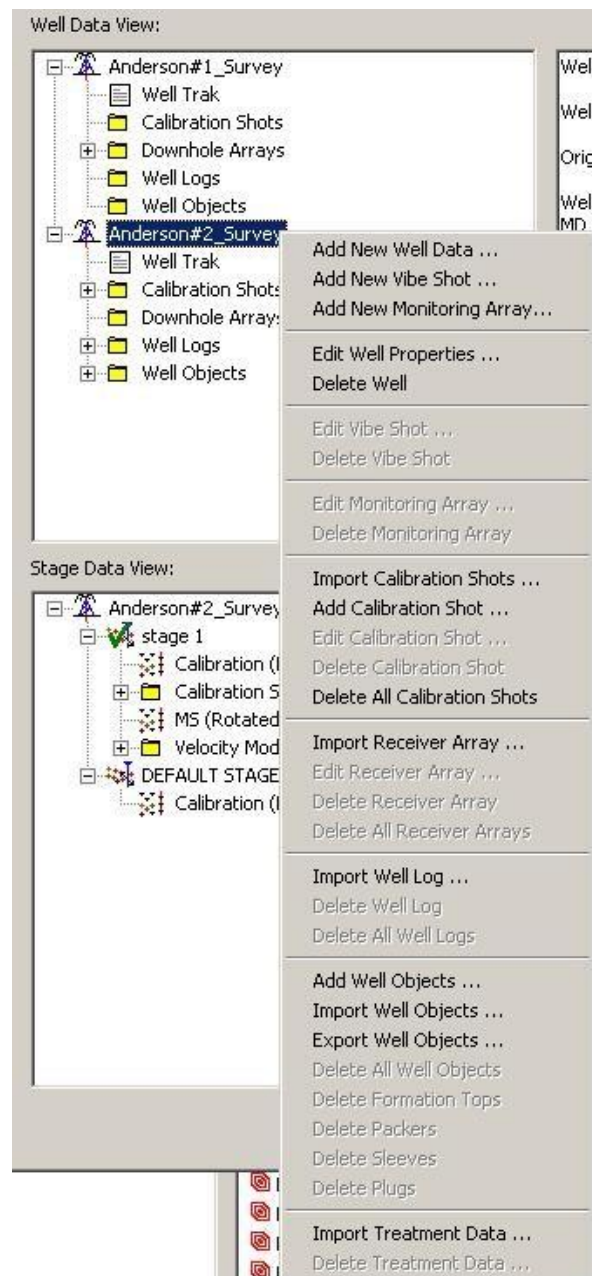 Well Data View:
Anderson#1_Survey
Well Trak
Calibration Shots
Downhole Arrays
Well Logs
Well Objects
Anderson#2_Survey
Well Trak
Calibration Shots
Downhole Array
Well Logs
Well Objects
Wel
Wel
Orig
Wel
MD
Add New Well Data ...
Add New Vibe Shot ...
Add New Monitoring Array...
Edit Well Properties ...
Delete Well
Edit Vibe Shot ...
Delete Vibe Shot
Edit Monitoring Array ...
Delete Monitoring Array
Import Calibration Shots ...
Add Calibration Shot ...
Edit Calibration Shot ...
Delete Calibration Shot
Delete All Calibration Shots
Import Receiver Array ...
Edit Receiver Array ...
Delete Receiver Array
Delete All Receiver Arrays
Import Well Log ...
Delete Well Log
Delete All Well Logs
Add Well Objects ...
Import Well Objects ...
Export Well Objects ...
Delete All Well Objects
Delete Formation Tops
Delete Packers
Delete Sleeves
Delete Plugs
Import Treatment Data ...
Delete Treatment Data ...
Stage Data View:
Anderson#2_Survey
stage 1
Calibration (
Calibration S
MS (Rotated
Velocity Mod
DEFAULT STAGE
Calibration (